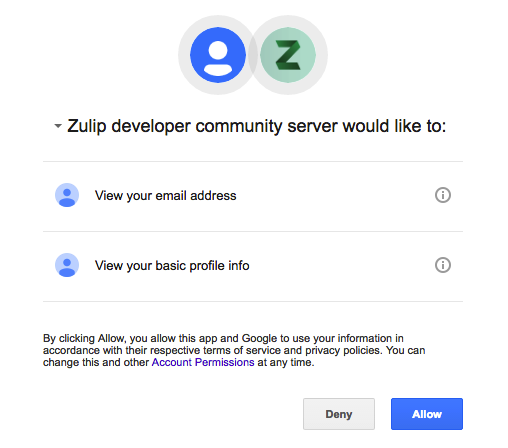 Z
Zulip developer community server would like to:
View your email address
View your basic profile info
By clicking Allow, you allow this app and Google to use your information in
accordance with their respective terms of service and privacy policies. You can
change this and other Account Permissions at any time.
Deny
Allow